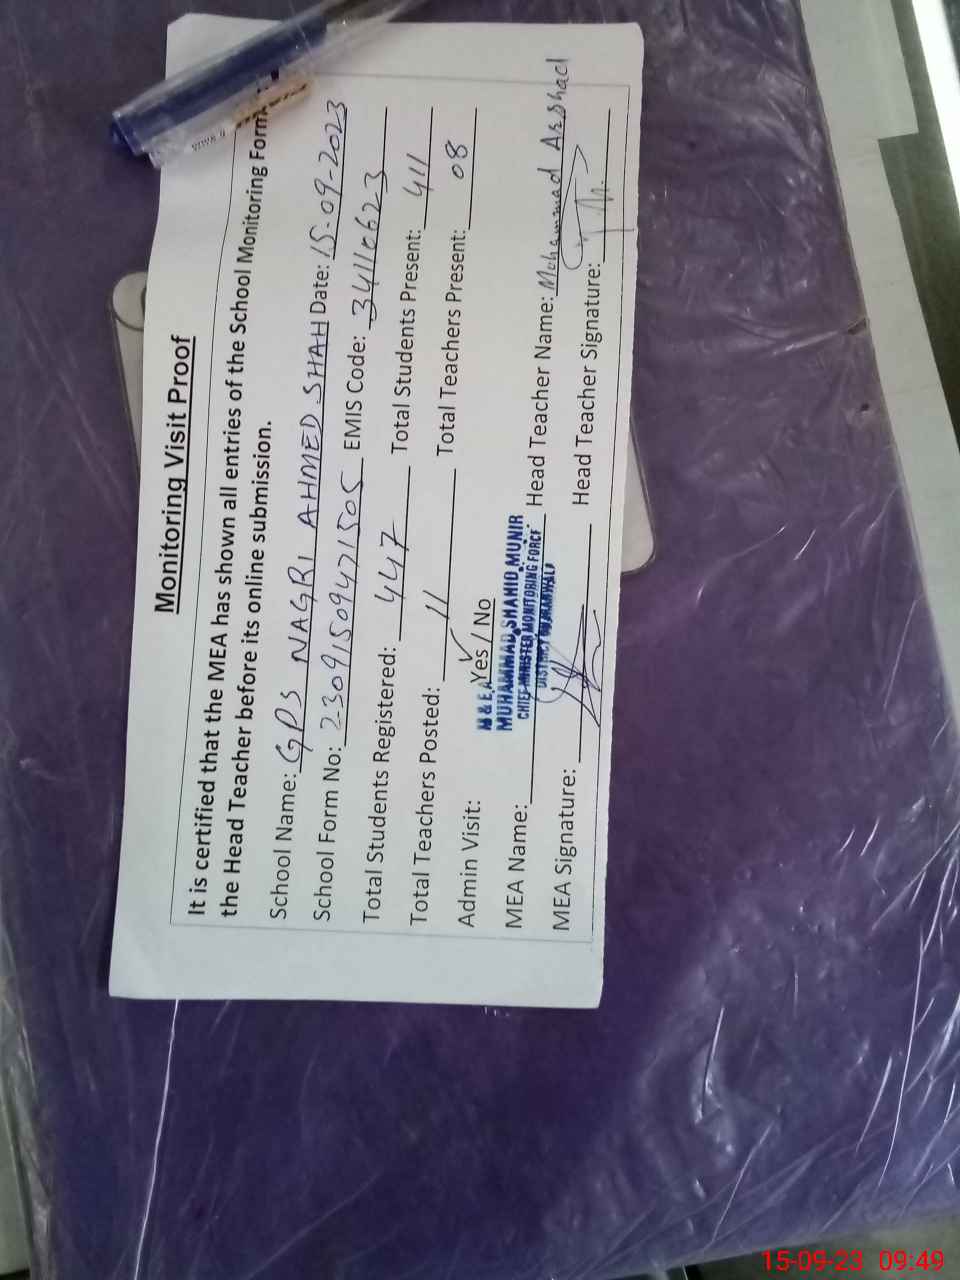 Monitoring Visit Proof
It is certified that the MEA has shown all entries of the School Monitoring Form
the Head Teacher before its online submission.
School Name: GPS NAGRI AHMED SHAH Date: 15-09-2023
School Form No: 23091509471505 EMIS Code: 34110623
Total Students Registered: 447 Total Students Present: 411
Total Teachers Posted: 11 Total Teachers Present: 08
Admin Visit: Yes / No
M & E A
MUHAMMAD SHAHID MUNIR
CHIEF MINISTER MONITORING FORCE
DISTRICT
MEA Name: Head Teacher Name: Mohammad Arshad
MEA Signature: Head Teacher Signature:
15-09-23 09:49